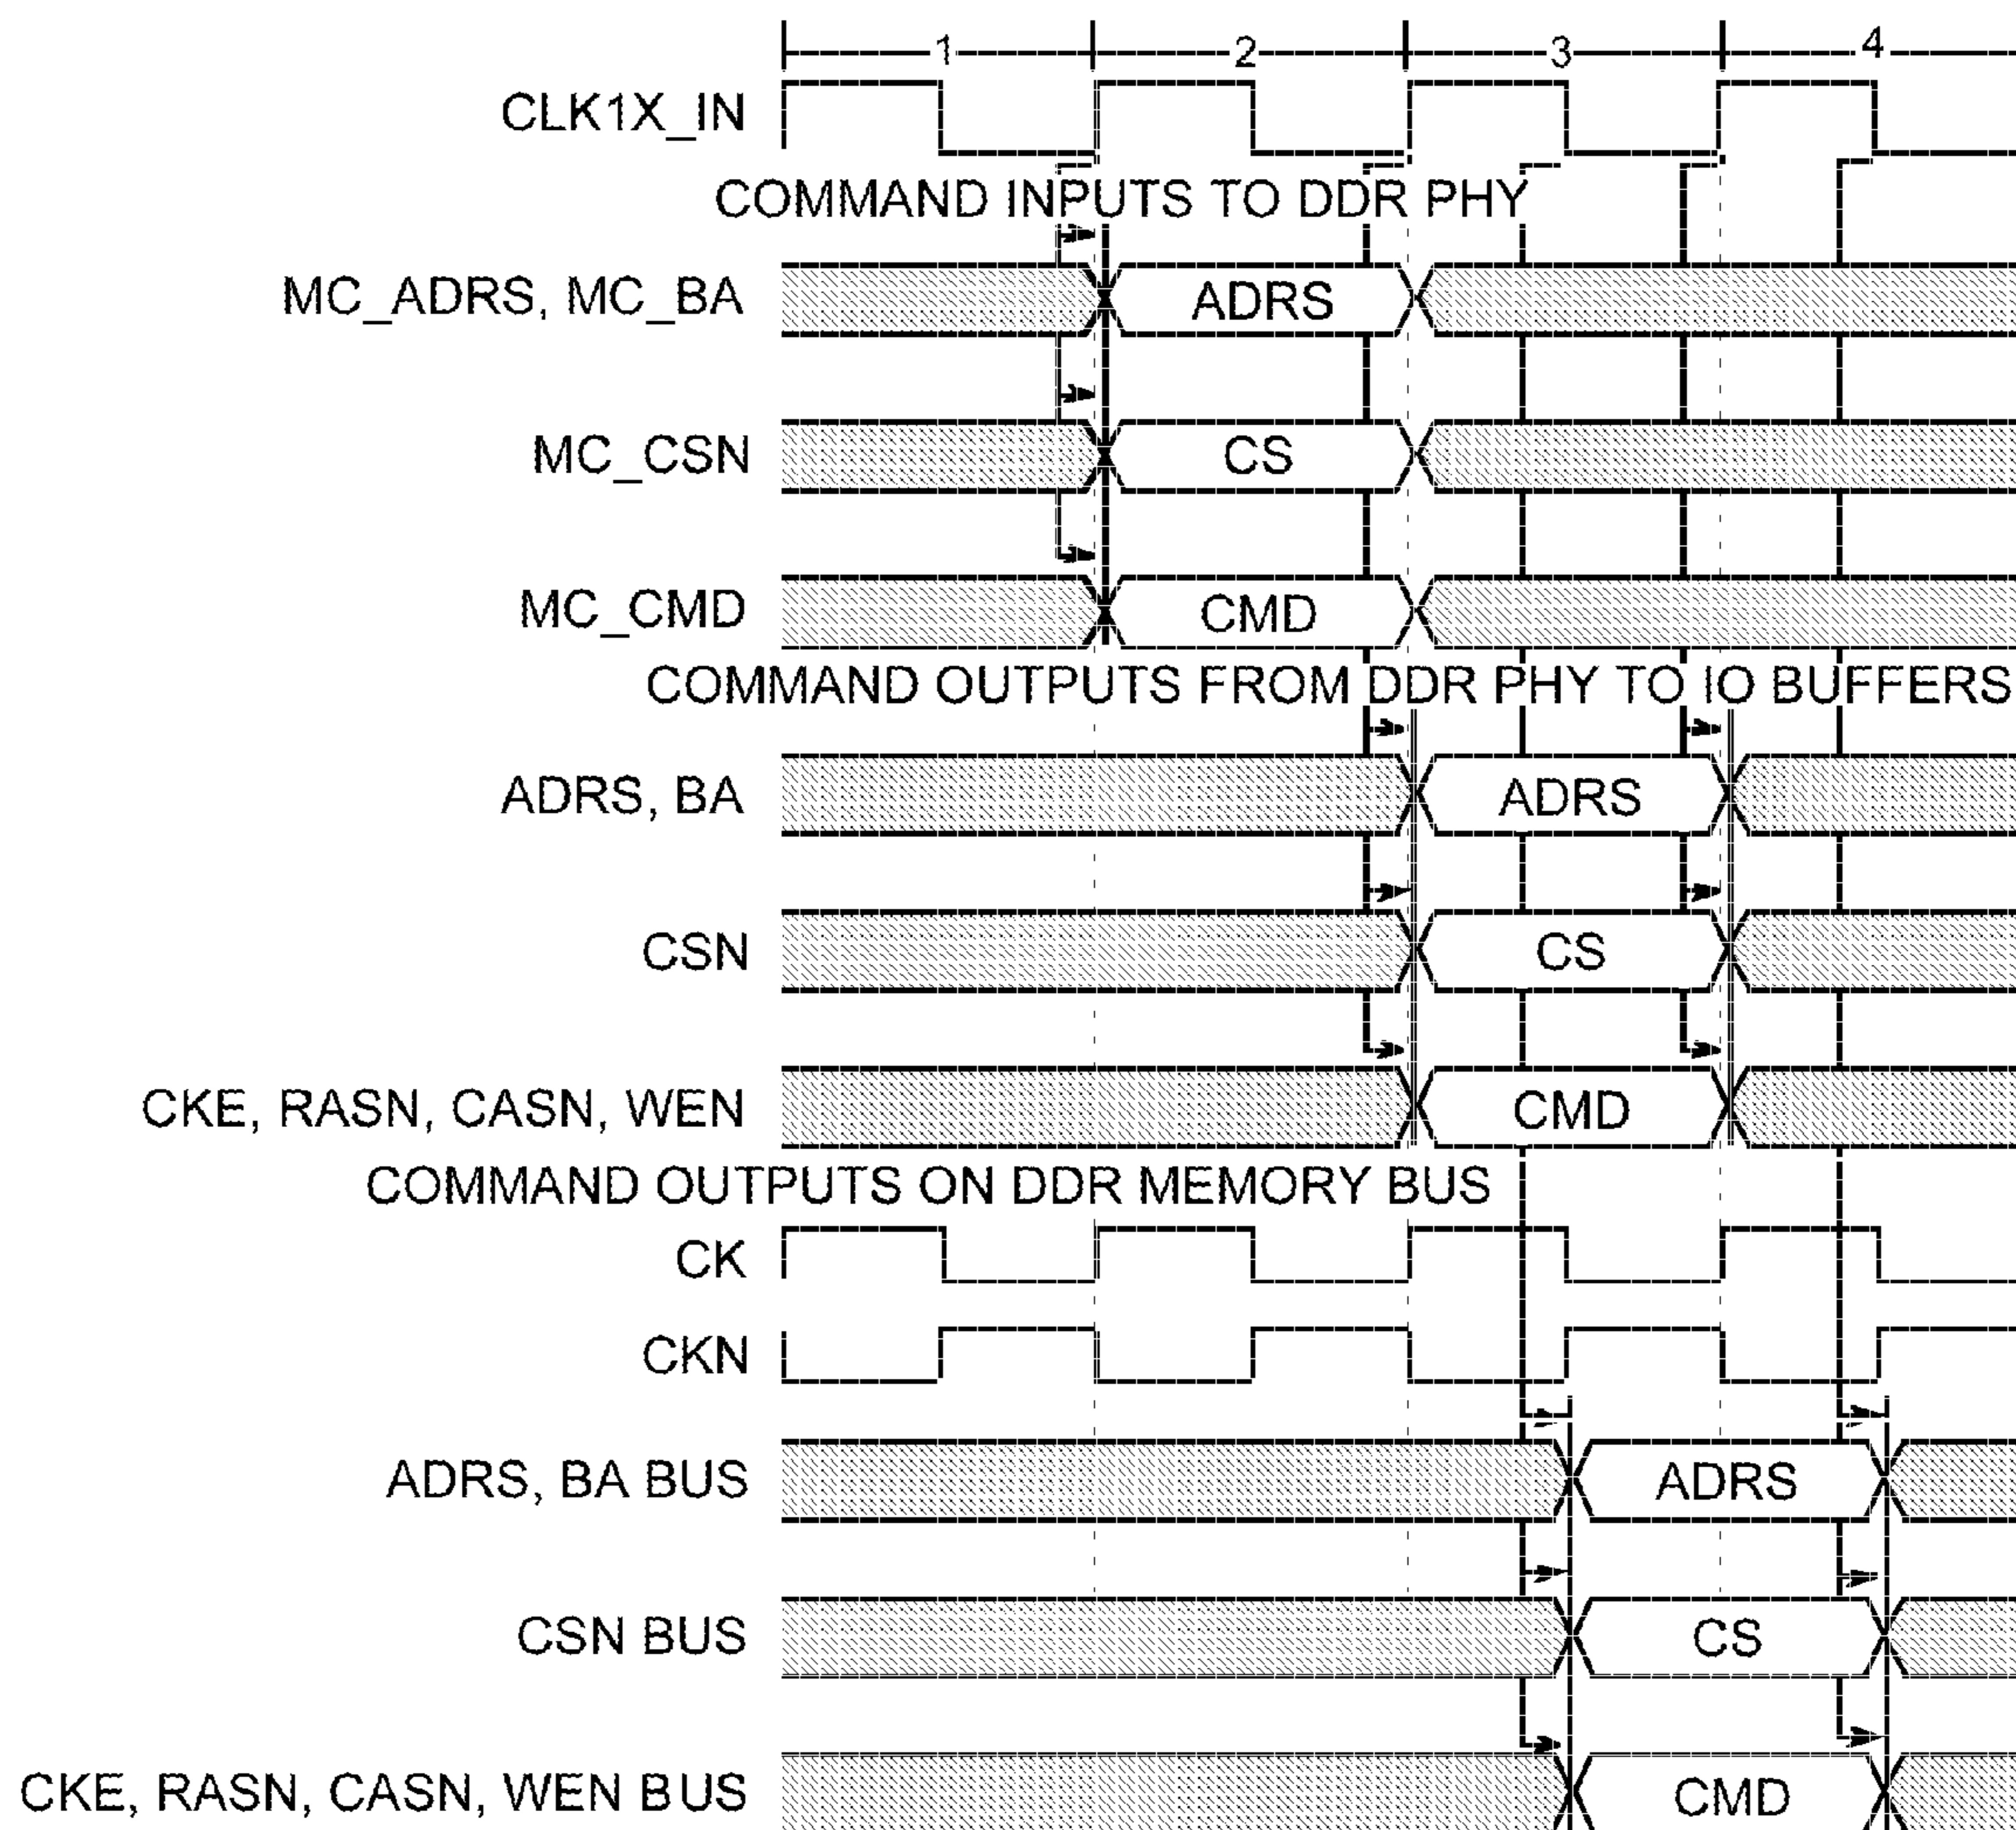 1 2 3 4
CLK1X_IN
COMMAND INPUTS TO DDR PHY
MC_ADRS, MC_BA ADRS
MC_CSN CS
MC_CMD CMD
COMMAND OUTPUTS FROM DDR PHY TO IO BUFFERS
ADRS, BA ADRS
CSN CS
CKE, RASN, CASN, WEN CMD
COMMAND OUTPUTS ON DDR MEMORY BUS
CK
CKN
ADRS, BA BUS ADRS
CSN BUS CS
CKE, RASN, CASN, WEN BUS CMD